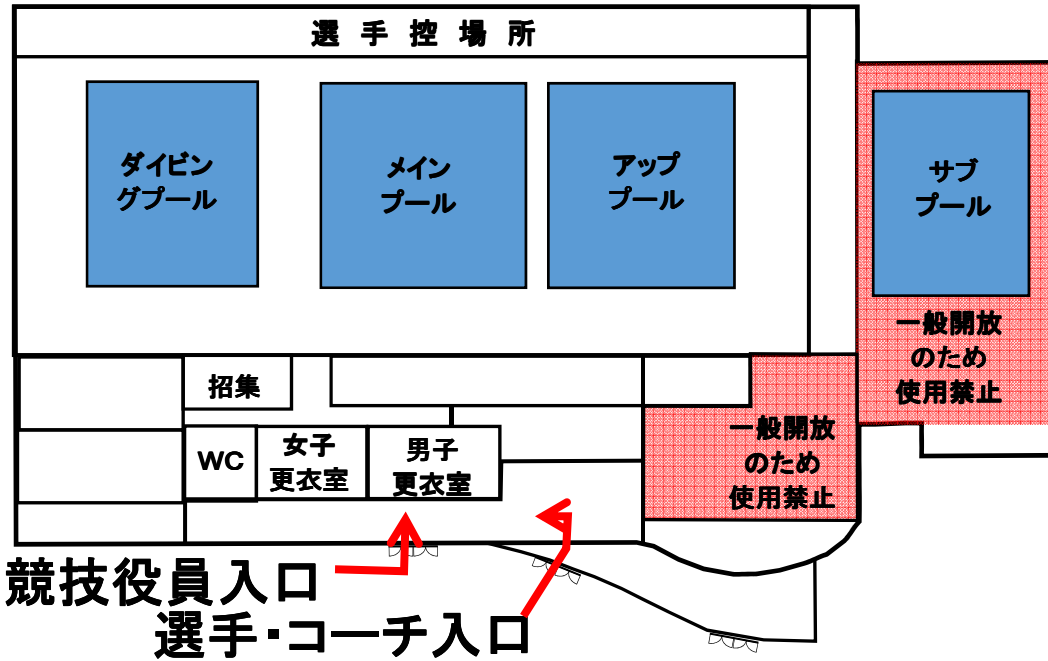 選手控場所
ダイビン
グプール
メイン
プール
アップ
プール
サブ
プール
一般開放
のため
使用禁止
招集
WC
女子
更衣室
男子
更衣室
一般開放
のため
使用禁止
競技役員入口
選手・コーチ入口